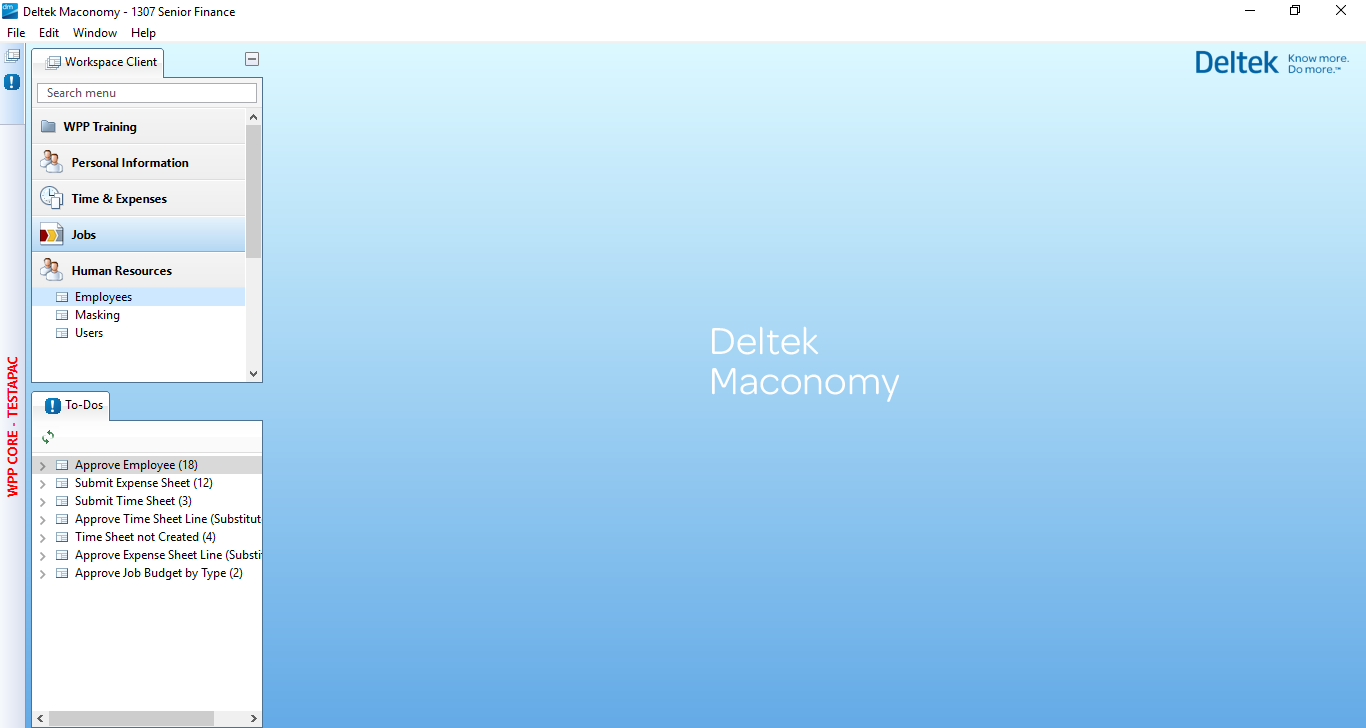 Deltek Maconomy - 1307 Senior Finance
File Edit Window Help
Workspace Client
Search menu
WPP Training
Personal Information
Time & Expenses
Jobs
Human Resources
Employees
Masking
Users
To-Dos
Approve Employee (18)
Submit Expense Sheet (12)
Submit Time Sheet (3)
Approve Time Sheet Line (Substitut
Time Sheet not Created (4)
Approve Expense Sheet Line (Substi
Approve Job Budget by Type (2)
WPP CORE - TESTAPAC
Deltek Know more.
Do more.™
Deltek
Maconomy